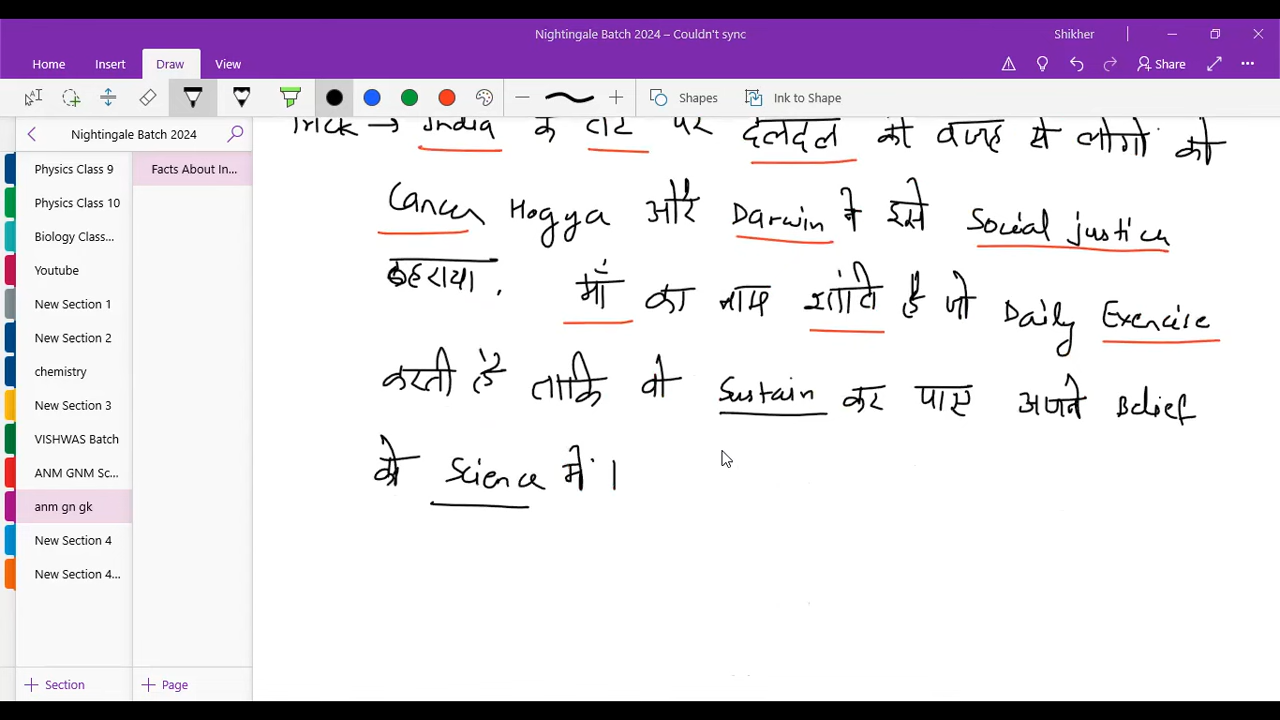 Nightingale Batch 2024 – Couldn't sync
Shikher
Home Insert Draw View
Share
Shapes
Ink to Shape
Nightingale Batch 2024
Physics Class 9
Physics Class 10
Biology Class...
Youtube
New Section 1
New Section 2
chemistry
New Section 3
VISHWAS Batch
ANM GNM Sc...
anm gn gk
New Section 4
New Section 4...
Section
Facts About In...
Page
Trick → India के तौर पर दलदल की वजह से लोगो को
Cancer Hogya और Darwin ने इसे Social justice
ठहराया.
माँ का नाम शांति है जो Daily Exercise
करती है ताकि वो Sustain कर पाए अपने Belief
को Science में।